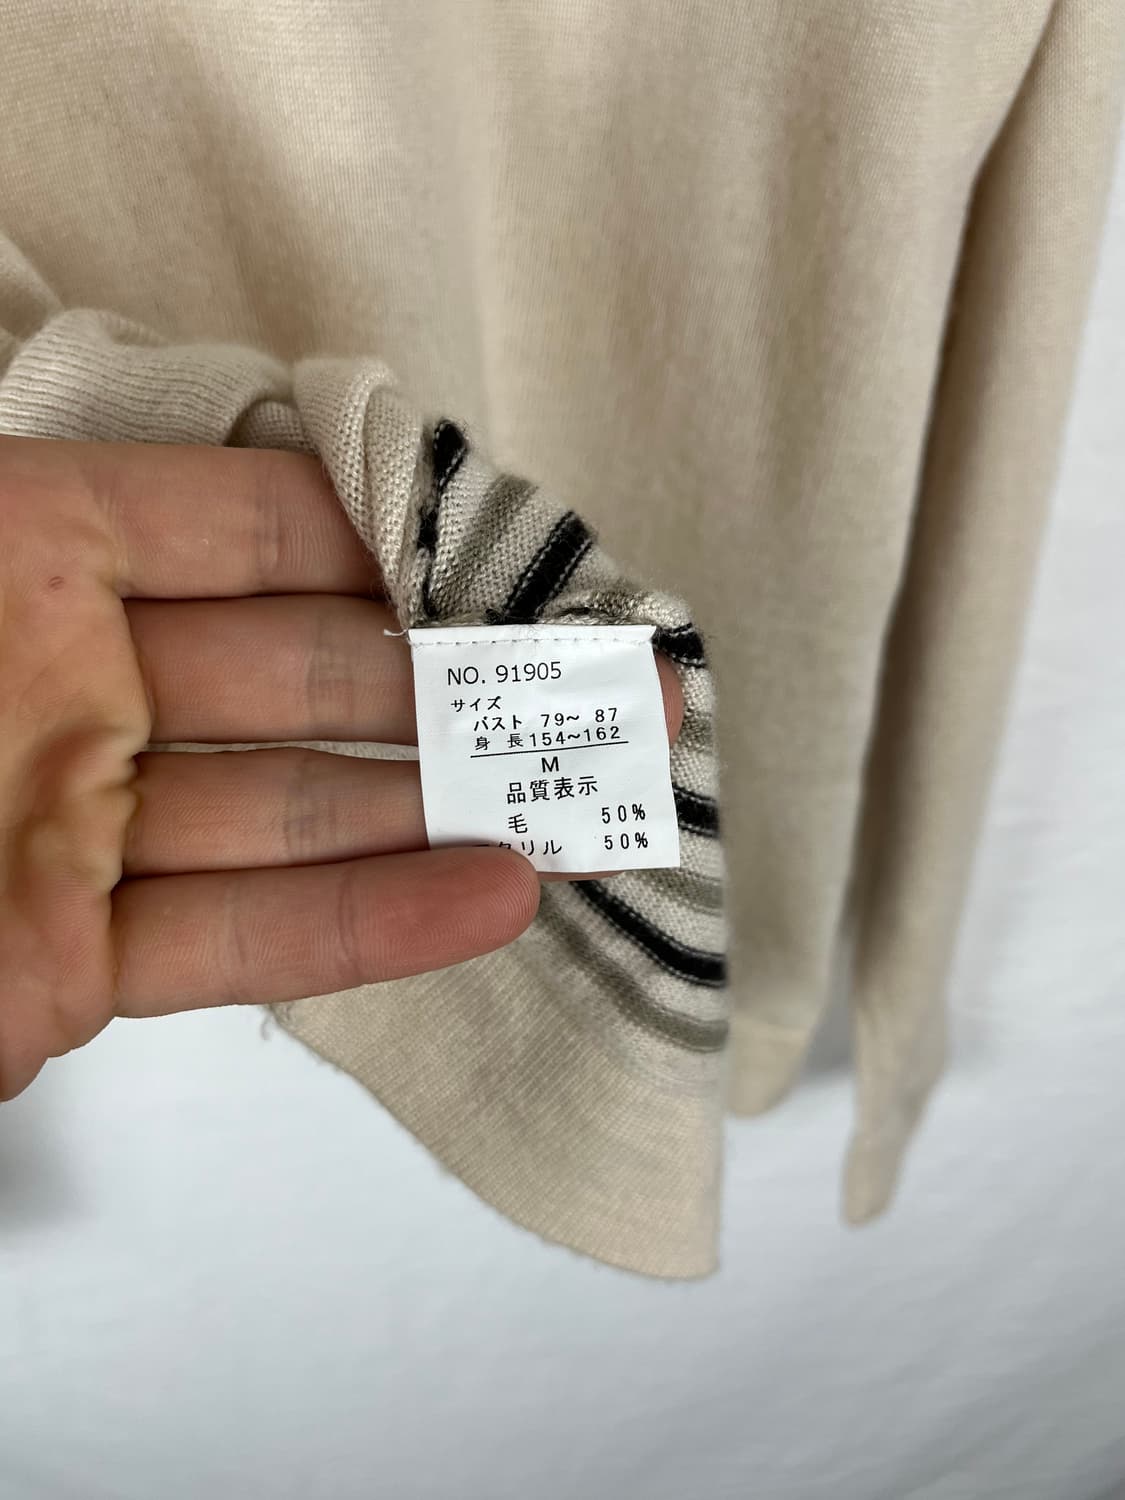 NO. 91905
サイズ
バスト 79~ 87
身 長154~162
M
品質表示
毛 50%
クリル 50%